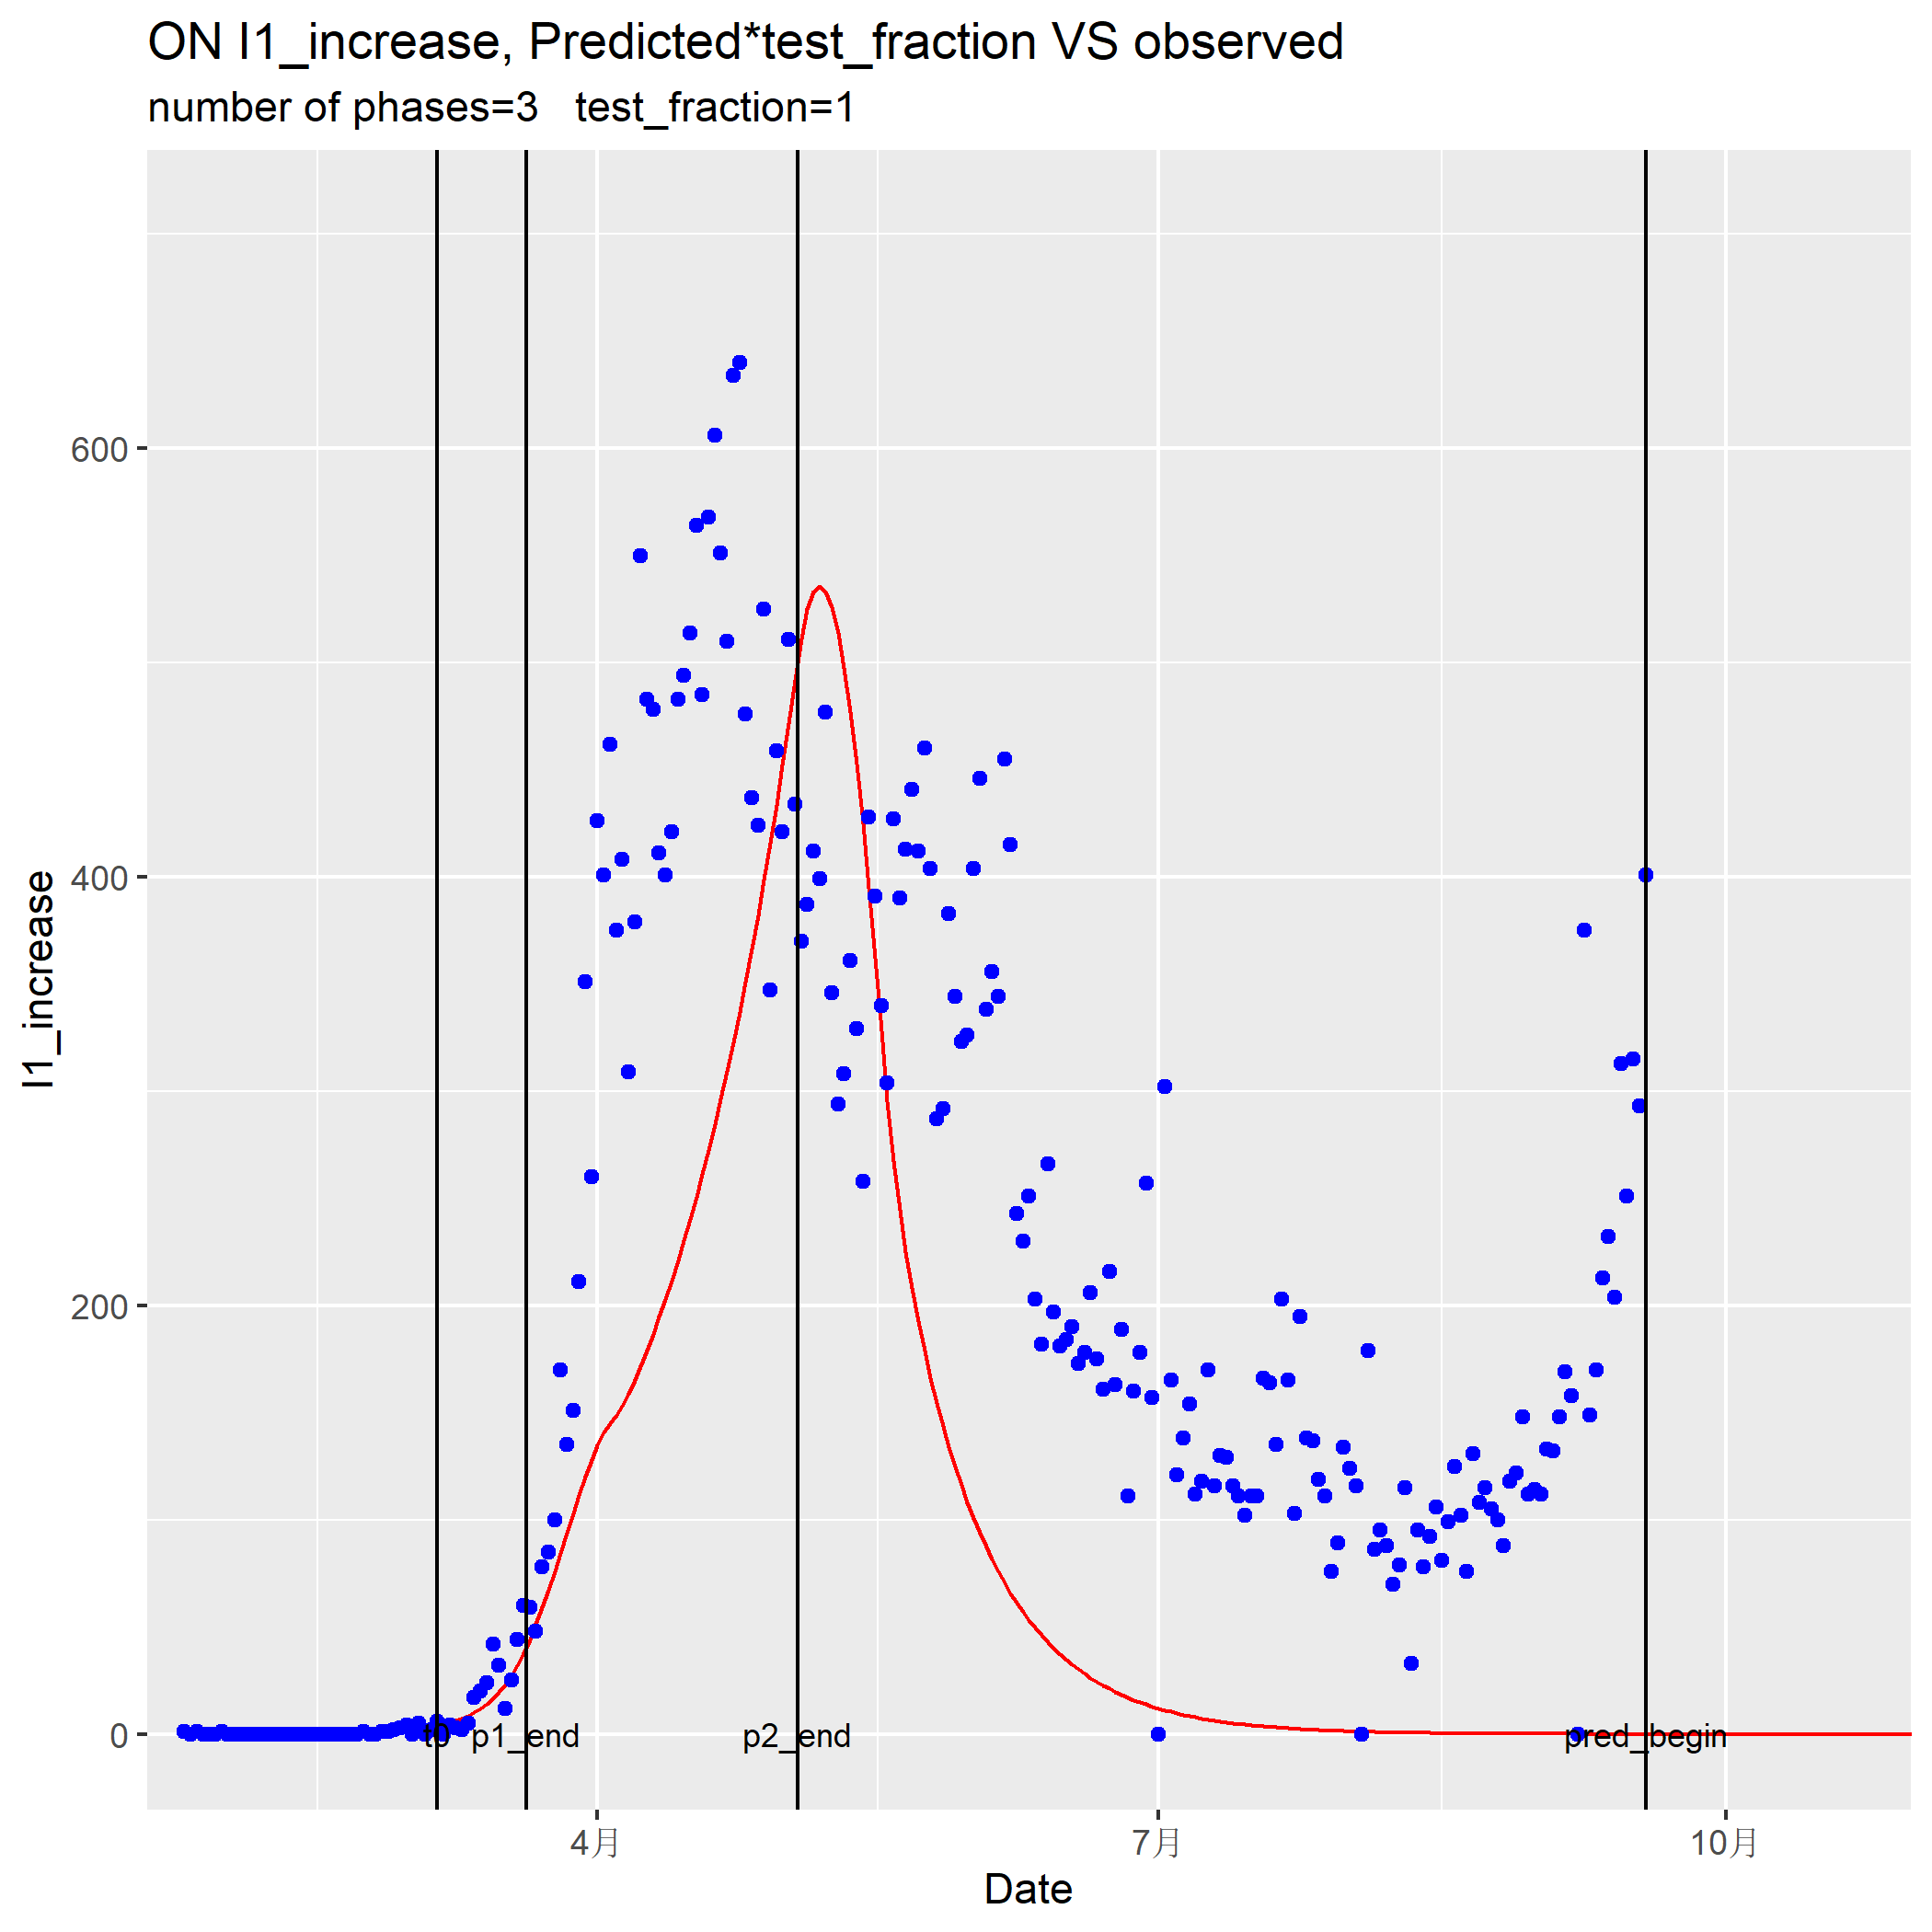 ON I1_increase, Predicted*test_fraction VS observed
number of phases=3   test_fraction=1
600
400
200
0
I1_increase
t0
p1_end
p2_end
pred_begin
4月
7月
10月
Date